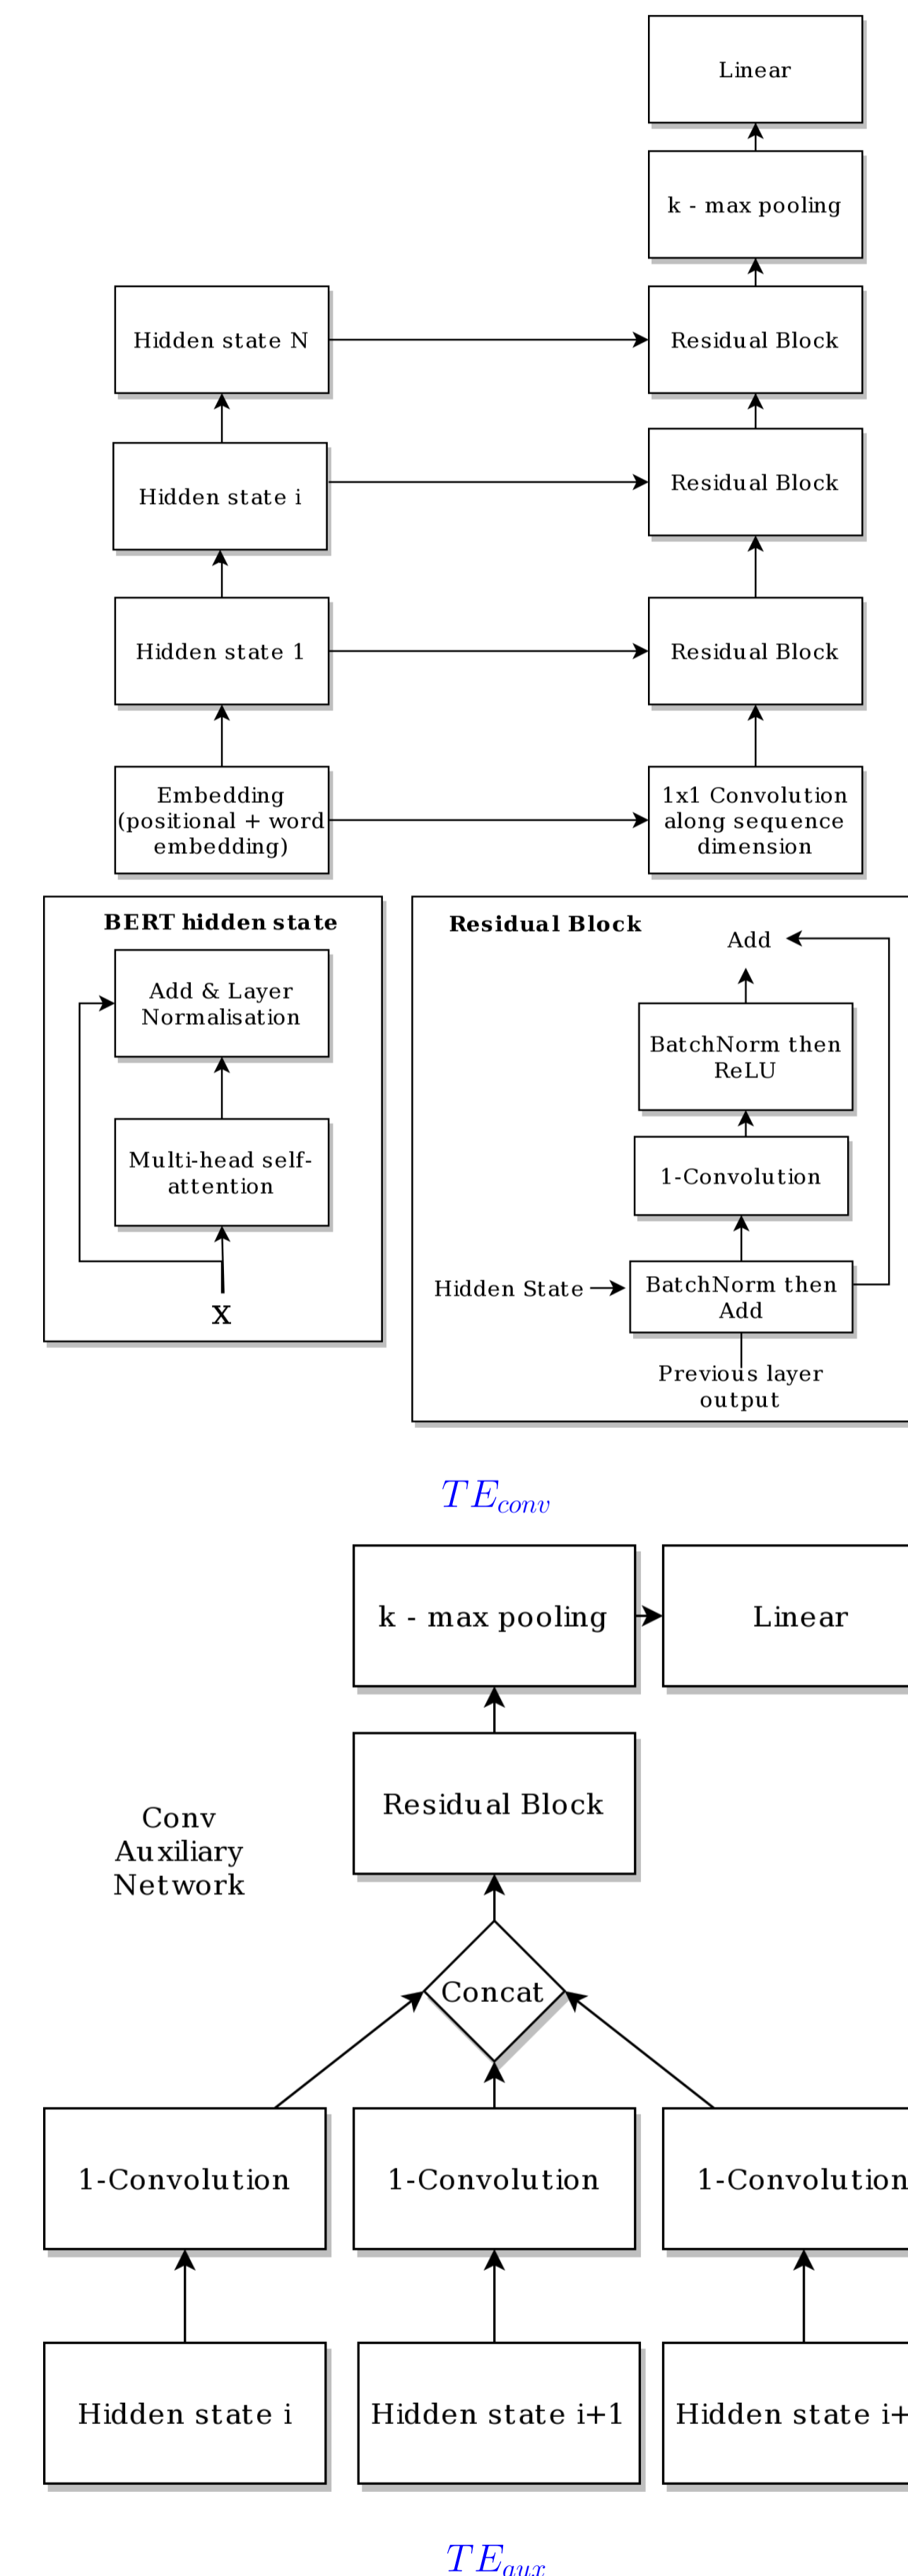 Linear
k - max pooling
Hidden state N
Residual Block
Hidden state i
Residual Block
Hidden state 1
Residual Block
Embedding
(positional + word
embedding)
1x1 Convolution
along sequence
dimension
BERT hidden state
Add & Layer
Normalisation
Multi-head self-
attention
x
Residual Block
Add
BatchNorm then
ReLU
1-Convolution
Hidden State
BatchNorm then
Add
Previous layer
output
TE_conv
k - max pooling
Linear
Residual Block
Conv
Auxiliary
Network
Concat
1-Convolution
1-Convolution
1-Convolution
Hidden state i
Hidden state i+1
Hidden state i+
TE_aux